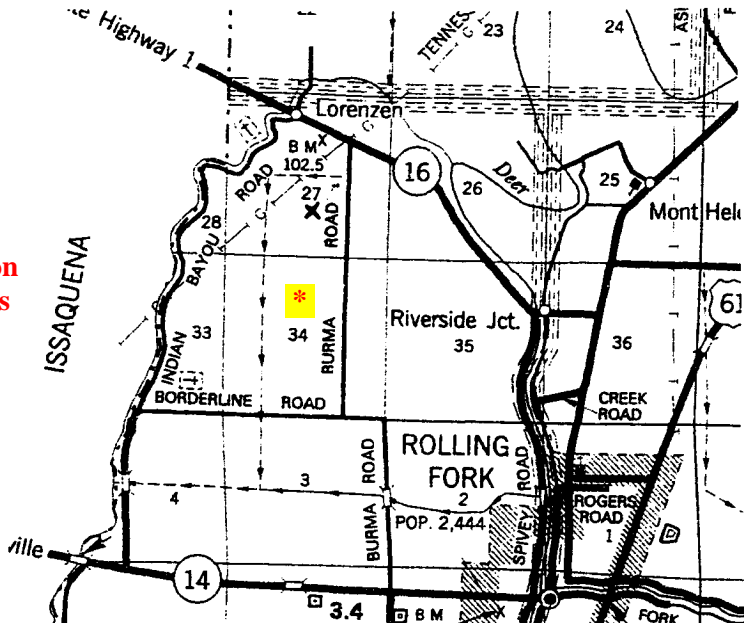 Highway 1
TENNES
23
24
Lorenzen
G
B M X
102.5
16
Deer
26
25
27
ROAD
ROAD
28
Mont Hel
BAYOU
G
on
s
ISSAQUENA
*
61
33
34
Riverside Jct.
35
36
INDIAN
BURMA
BORDERLINE ROAD
CREEK
ROAD
ROLLING
FORK
ROAD
ROAD
4
3
2
POP. 2,444
ROGERS
ROAD
1
BURMA
SPIVEY
ville
14
3.4
B M
FORK